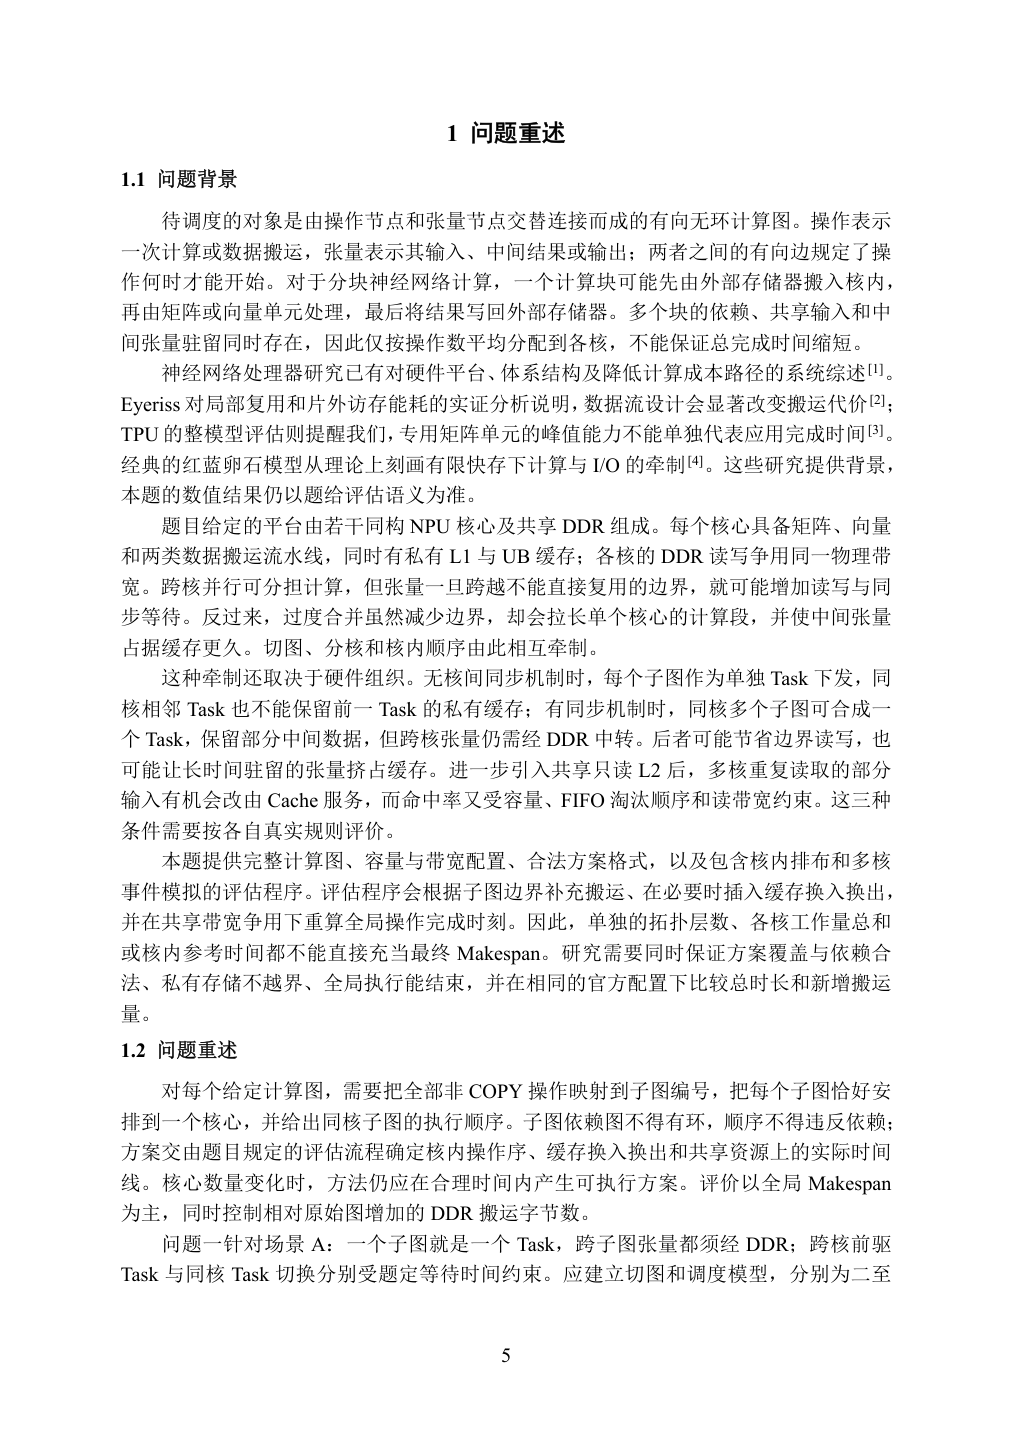 1 问题重述
1.1 问题背景
待调度的对象是由操作节点和张量节点交替连接而成的有向无环计算图。操作表示
一次计算或数据搬运，张量表示其输入、中间结果或输出；两者之间的有向边规定了操
作何时才能开始。对于分块神经网络计算，一个计算块可能先由外部存储器搬入核内，
再由矩阵或向量单元处理，最后将结果写回外部存储器。多个块的依赖、共享输入和中
间张量驻留同时存在，因此仅按操作数平均分配到各核，不能保证总完成时间缩短。
神经网络处理器研究已有对硬件平台、体系结构及降低计算成本路径的系统综述[1]。
Eyeriss 对局部复用和片外访存能耗的实证分析说明，数据流设计会显著改变搬运代价[2]；
TPU 的整模型评估则提醒我们，专用矩阵单元的峰值能力不能单独代表应用完成时间[3]。
经典的红蓝卵石模型从理论上刻画有限快存下计算与 I/O 的牵制[4]。这些研究提供背景，
本题的数值结果仍以题给评估语义为准。
题目给定的平台由若干同构 NPU 核心及共享 DDR 组成。每个核心具备矩阵、向量
和两类数据搬运流水线，同时有私有 L1 与 UB 缓存；各核的 DDR 读写争用同一物理带
宽。跨核并行可分担计算，但张量一旦跨越不能直接复用的边界，就可能增加读写与同
步等待。反过来，过度合并虽然减少边界，却会拉长单个核心的计算段，并使中间张量
占据缓存更久。切图、分核和核内顺序由此相互牵制。
这种牵制还取决于硬件组织。无核间同步机制时，每个子图作为单独 Task 下发，同
核相邻 Task 也不能保留前一 Task 的私有缓存；有同步机制时，同核多个子图可合成一
个 Task，保留部分中间数据，但跨核张量仍需经 DDR 中转。后者可能节省边界读写，也
可能让长时间驻留的张量挤占缓存。进一步引入共享只读 L2 后，多核重复读取的部分
输入有机会改由 Cache 服务，而命中率又受容量、FIFO 淘汰顺序和读带宽约束。这三种
条件需要按各自真实规则评价。
本题提供完整计算图、容量与带宽配置、合法方案格式，以及包含核内排布和多核
事件模拟的评估程序。评估程序会根据子图边界补充搬运、在必要时插入缓存换入换出，
并在共享带宽争用下重算全局操作完成时刻。因此，单独的拓扑层数、各核工作量总和
或核内参考时间都不能直接充当最终 Makespan。研究需要同时保证方案覆盖与依赖合
法、私有存储不越界、全局执行能结束，并在相同的官方配置下比较总时长和新增搬运
量。
1.2 问题重述
对每个给定计算图，需要把全部非 COPY 操作映射到子图编号，把每个子图恰好安
排到一个核心，并给出同核子图的执行顺序。子图依赖图不得有环，顺序不得违反依赖；
方案交由题目规定的评估流程确定核内操作序、缓存换入换出和共享资源上的实际时间
线。核心数量变化时，方法仍应在合理时间内产生可执行方案。评价以全局 Makespan
为主，同时控制相对原始图增加的 DDR 搬运字节数。
问题一针对场景 A：一个子图就是一个 Task，跨子图张量都须经 DDR；跨核前驱
Task 与同核 Task 切换分别受题定等待时间约束。应建立切图和调度模型，分别为二至
5